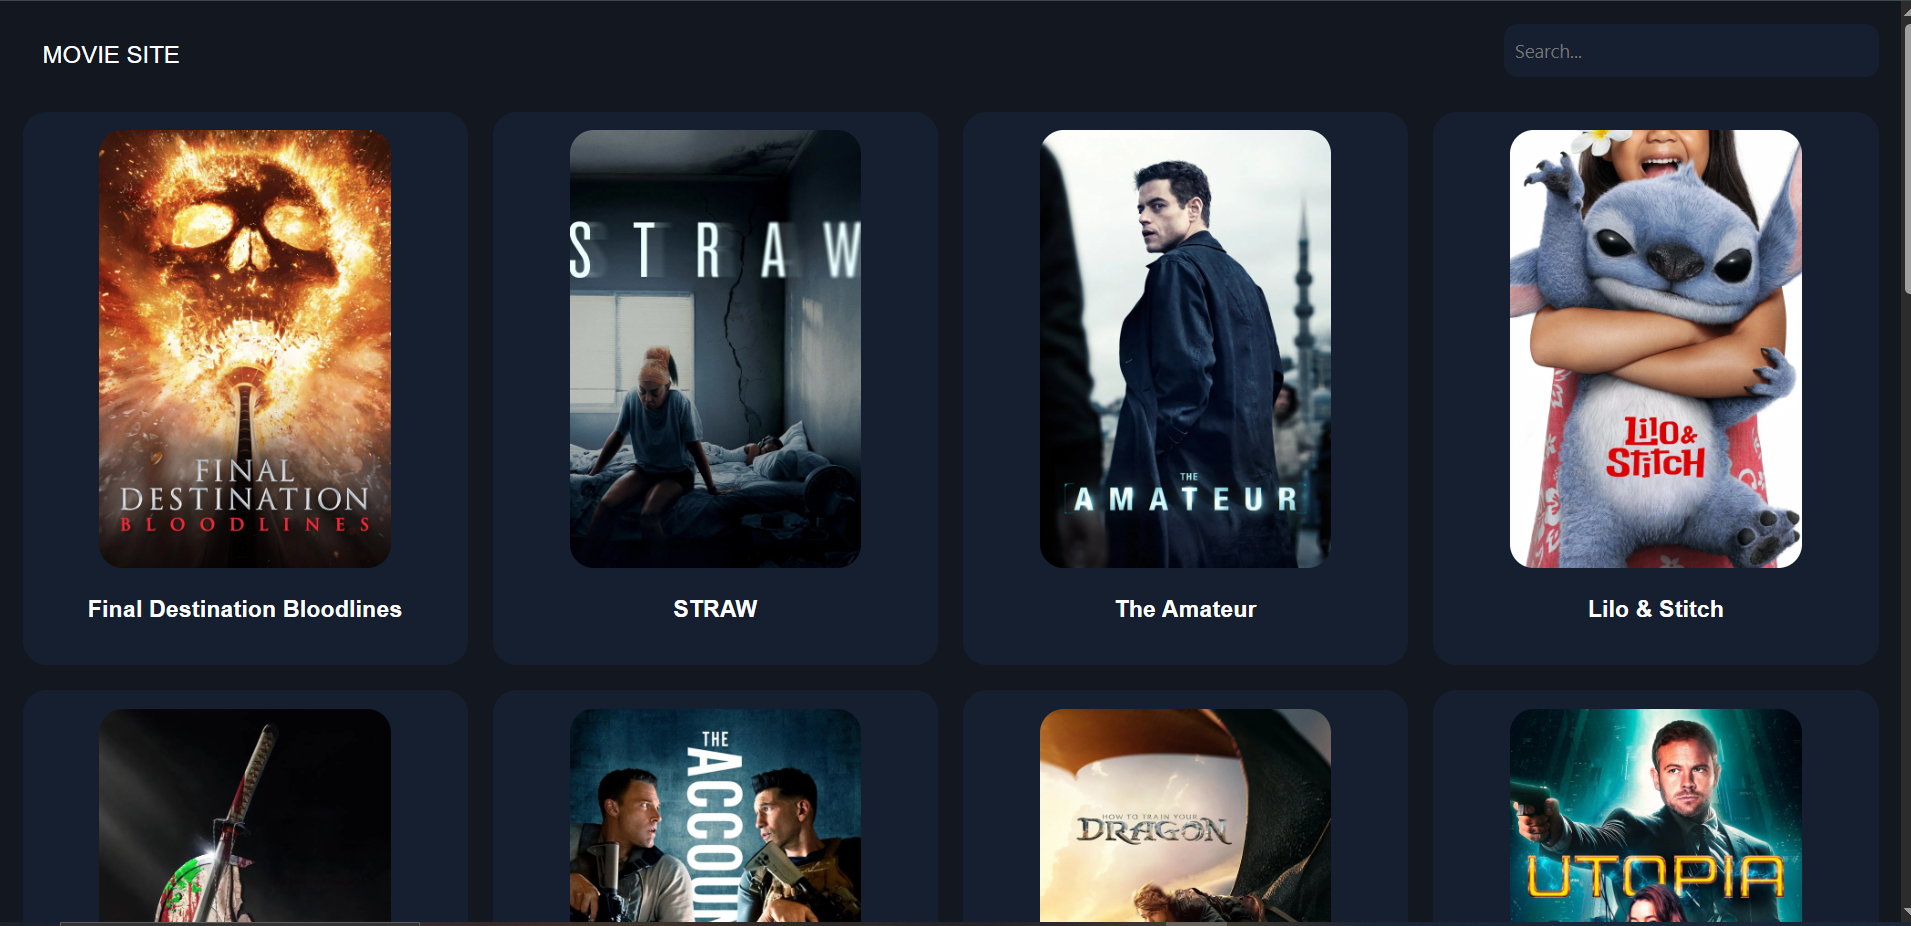 MOVIE SITE
Search...
FINAL
DESTINATION
BLOODLINES
STRAW
THE
AMATEUR
Lilo &
Stitch
Final Destination Bloodlines
STRAW
The Amateur
Lilo & Stitch
THE
HOW TO TRAIN YOUR
DRAGON
UTOPIA